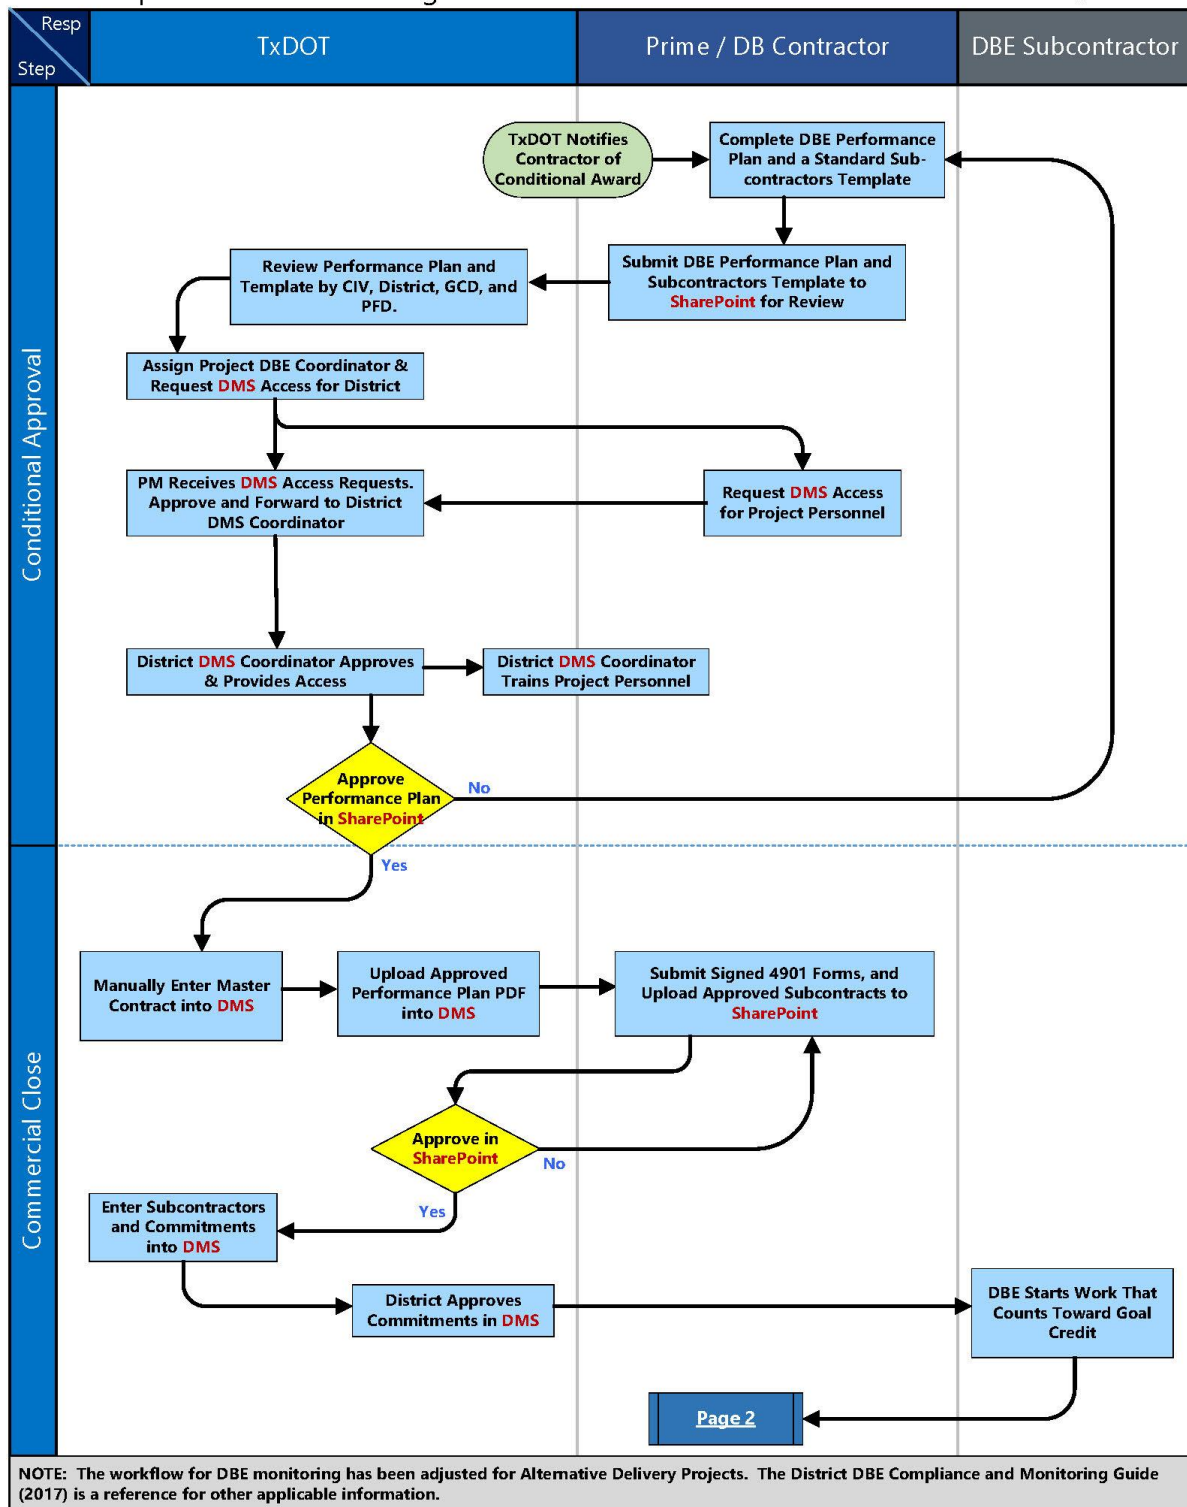 Resp
Step
TxDOT
Prime / DB Contractor
DBE Subcontractor
Conditional Approval
TxDOT Notifies
Contractor of
Conditional Award
Complete DBE Performance
Plan and a Standard Sub-
contractors Template
Submit DBE Performance Plan and
Subcontractors Template to
SharePoint for Review
Review Performance Plan and
Template by CIV, District, GCD, and
PFD.
Assign Project DBE Coordinator &
Request DMS Access for District
PM Receives DMS Access Requests.
Approve and Forward to District
DMS Coordinator
Request DMS Access
for Project Personnel
District DMS Coordinator Approves
& Provides Access
District DMS Coordinator
Trains Project Personnel
Approve
Performance Plan
in SharePoint
No
Yes
Commercial Close
Manually Enter Master
Contract into DMS
Upload Approved
Performance Plan PDF
into DMS
Submit Signed 4901 Forms, and
Upload Approved Subcontracts to
SharePoint
Approve in
SharePoint
No
Yes
Enter Subcontractors
and Commitments
into DMS
District Approves
Commitments in DMS
DBE Starts Work That
Counts Toward Goal
Credit
Page 2
NOTE: The workflow for DBE monitoring has been adjusted for Alternative Delivery Projects. The District DBE Compliance and Monitoring Guide
(2017) is a reference for other applicable information.